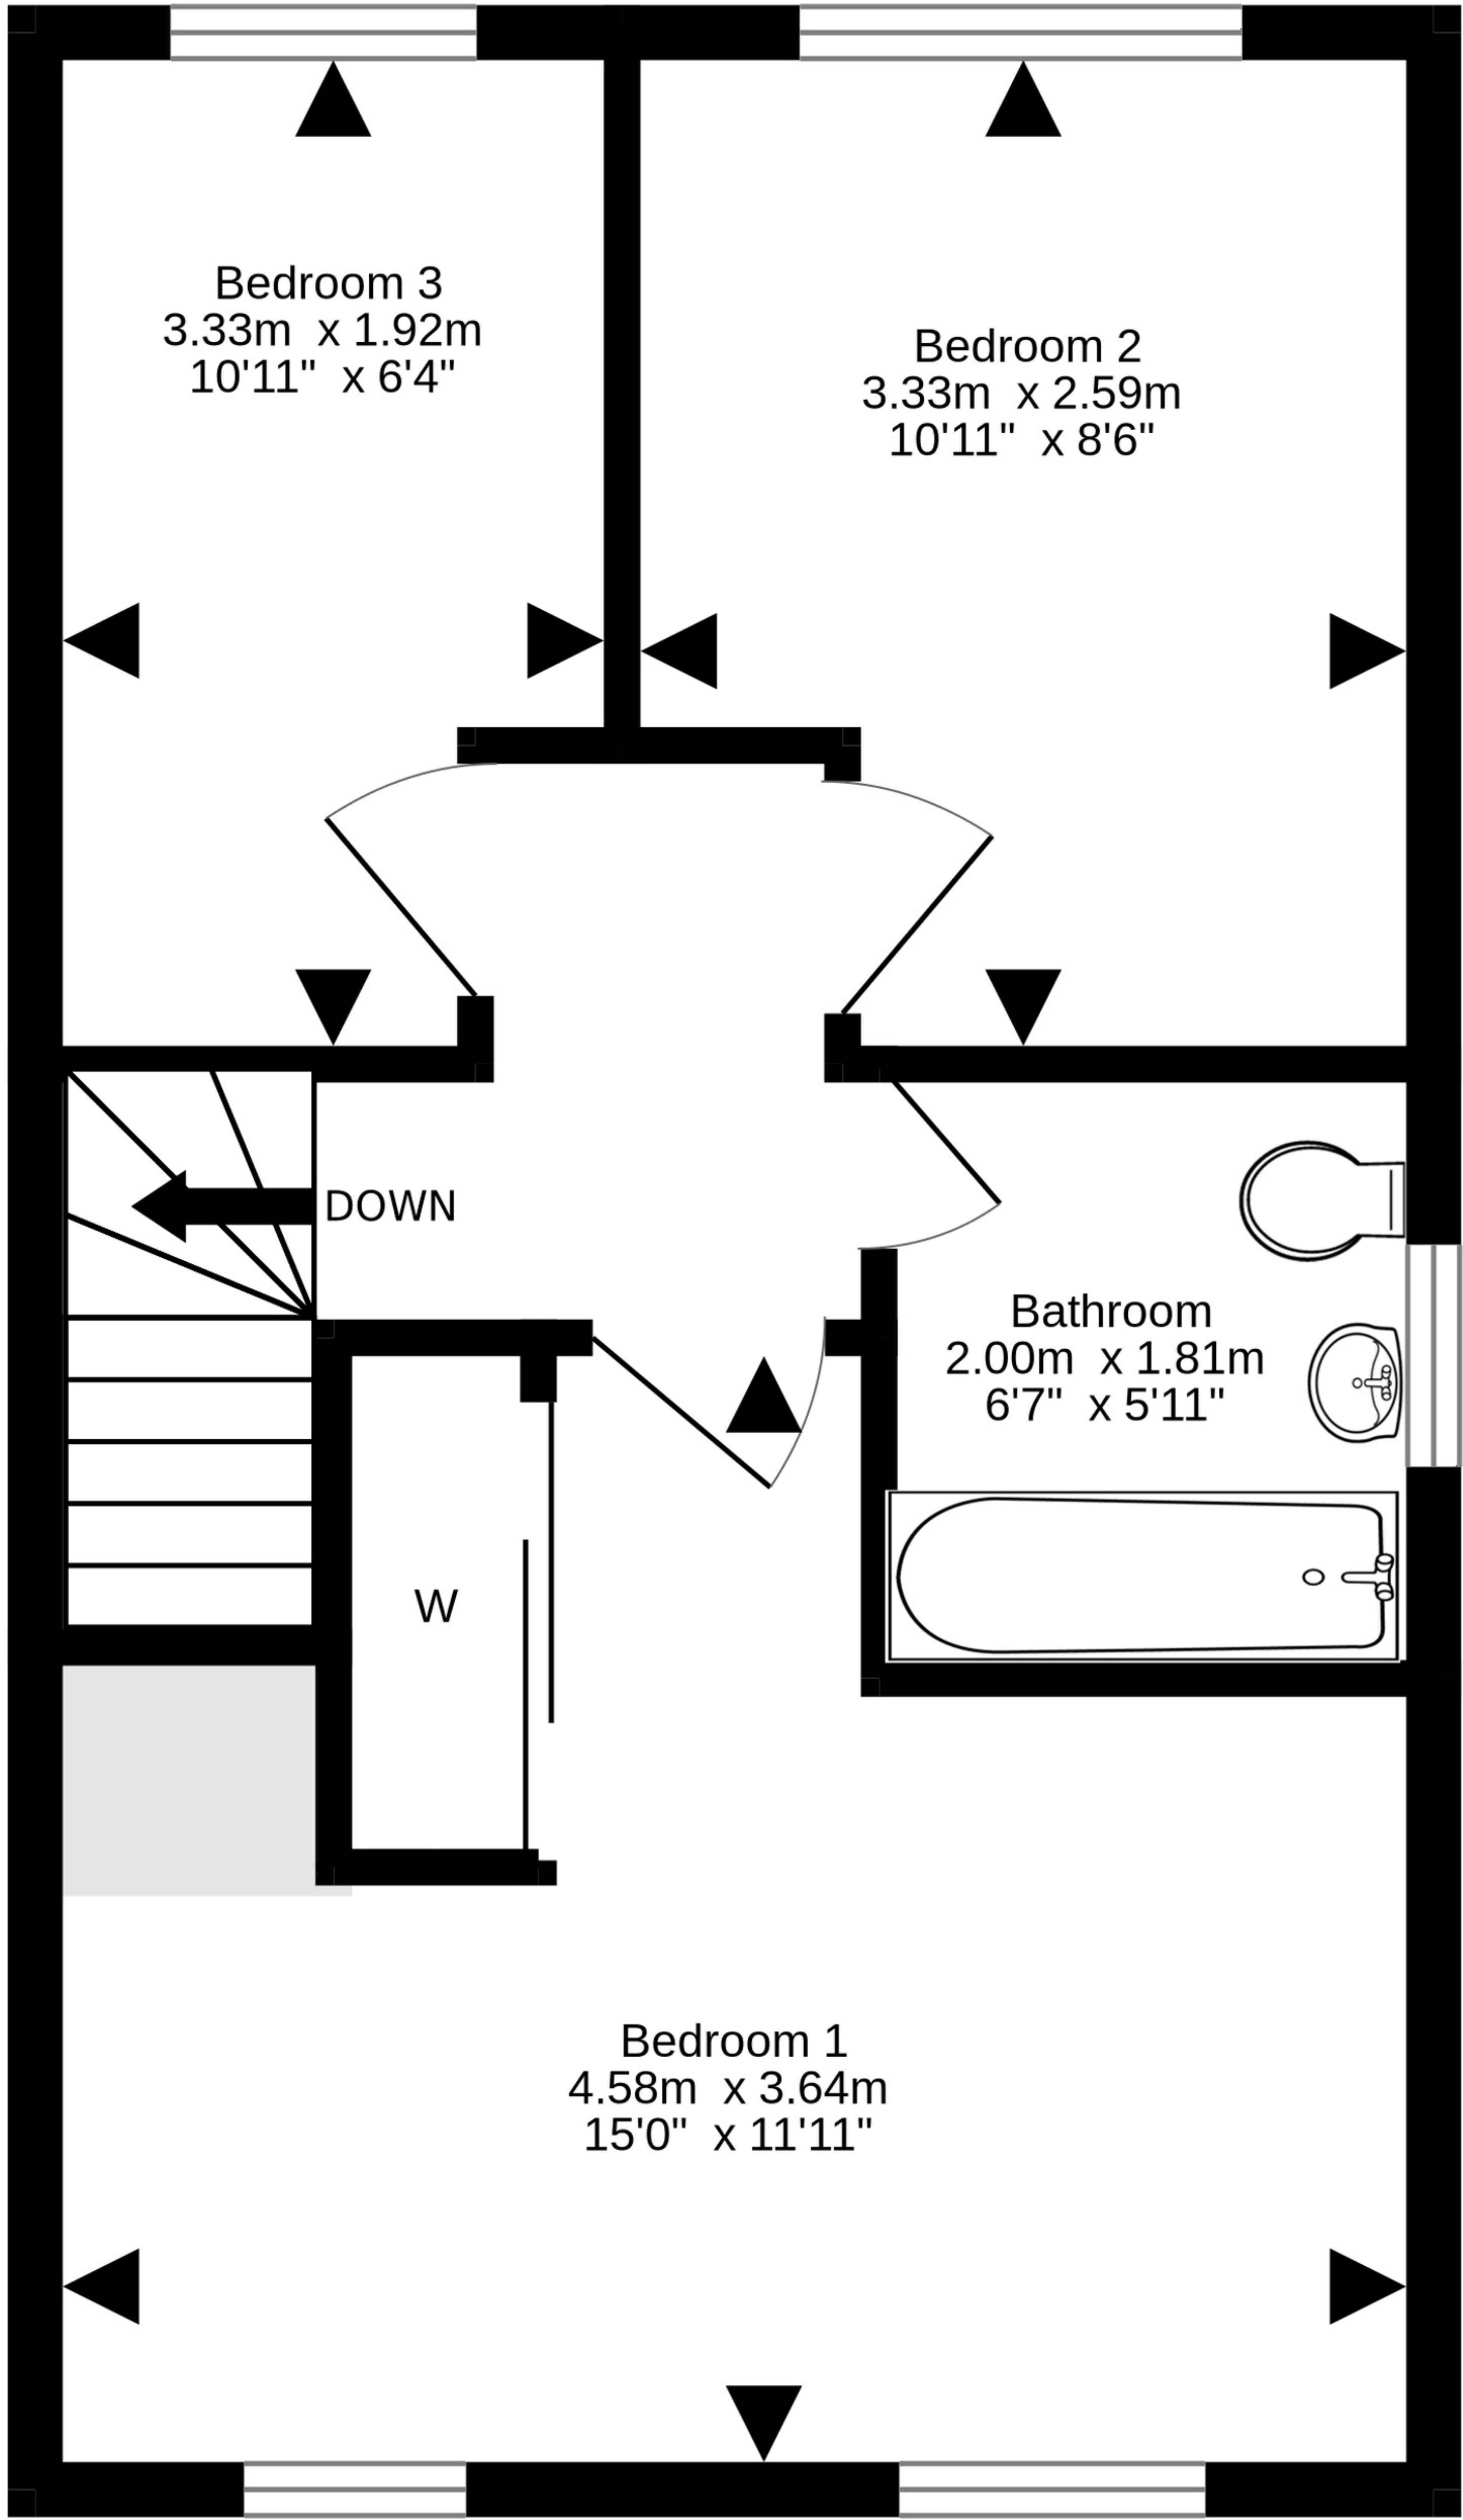 Bedroom 3
3.33m x 1.92m
10'11" x 6'4"
Bedroom 2
3.33m x 2.59m
10'11" x 8'6"
DOWN
Bathroom
2.00m x 1.81m
6'7" x 5'11"
W
Bedroom 1
4.58m x 3.64m
15'0" x 11'11"